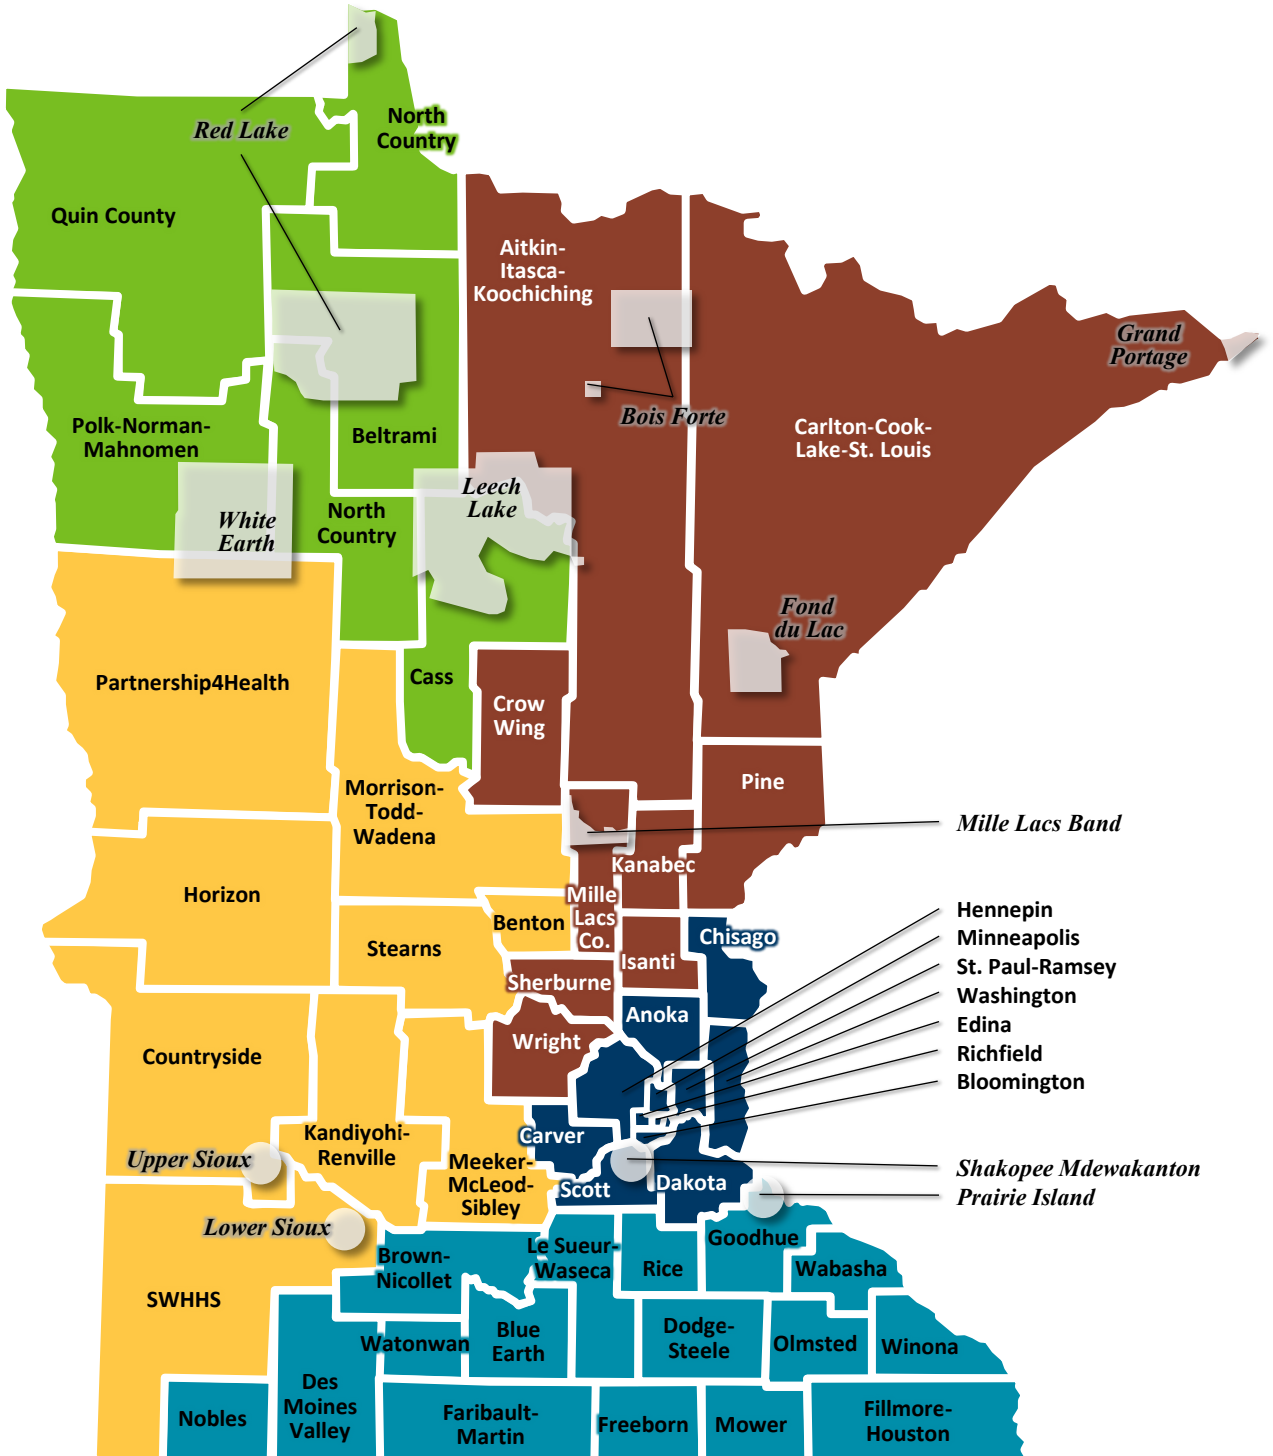 North
Country
Red Lake
Quin County
Aitkin-
Itasca-
Koochiching
Grand
Portage
Bois Forte
Polk-Norman-
Mahnomen
Beltrami
Carlton-Cook-
Lake-St. Louis
Leech
Lake
White
Earth
North
Country
Fond
du Lac
Partnership4Health
Cass
Crow
Wing
Pine
Morrison-
Todd-
Wadena
Mille Lacs Band
Kanabec
Horizon
Mille
Lacs
Co.
Benton
Stearns
Chisago
Isanti
Sherburne
Hennepin
Minneapolis
St. Paul-Ramsey
Washington
Edina
Richfield
Bloomington
Anoka
Wright
Countryside
Carver
Kandiyohi-
Renville
Upper Sioux
Meeker-
McLeod-
Sibley
Scott
Dakota
Shakopee Mdewakanton
Prairie Island
Lower Sioux
Goodhue
Le Sueur-
Waseca
Brown-
Nicollet
Rice
Wabasha
SWHHS
Watonwan
Blue
Earth
Dodge-
Steele
Olmsted
Winona
Des
Moines
Valley
Nobles
Faribault-
Martin
Freeborn
Mower
Fillmore-
Houston